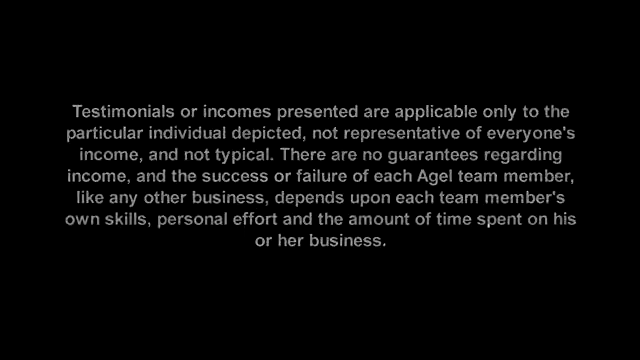 Testimonials or incomes presented are applicable only to the
particular individual depicted, not representative of everyone's
income, and not typical. There are no guarantees regarding
income, and the success or failure of each Agel team member,
like any other business, depends upon each team member's
own skills, personal effort and the amount of time spent on his
or her business.